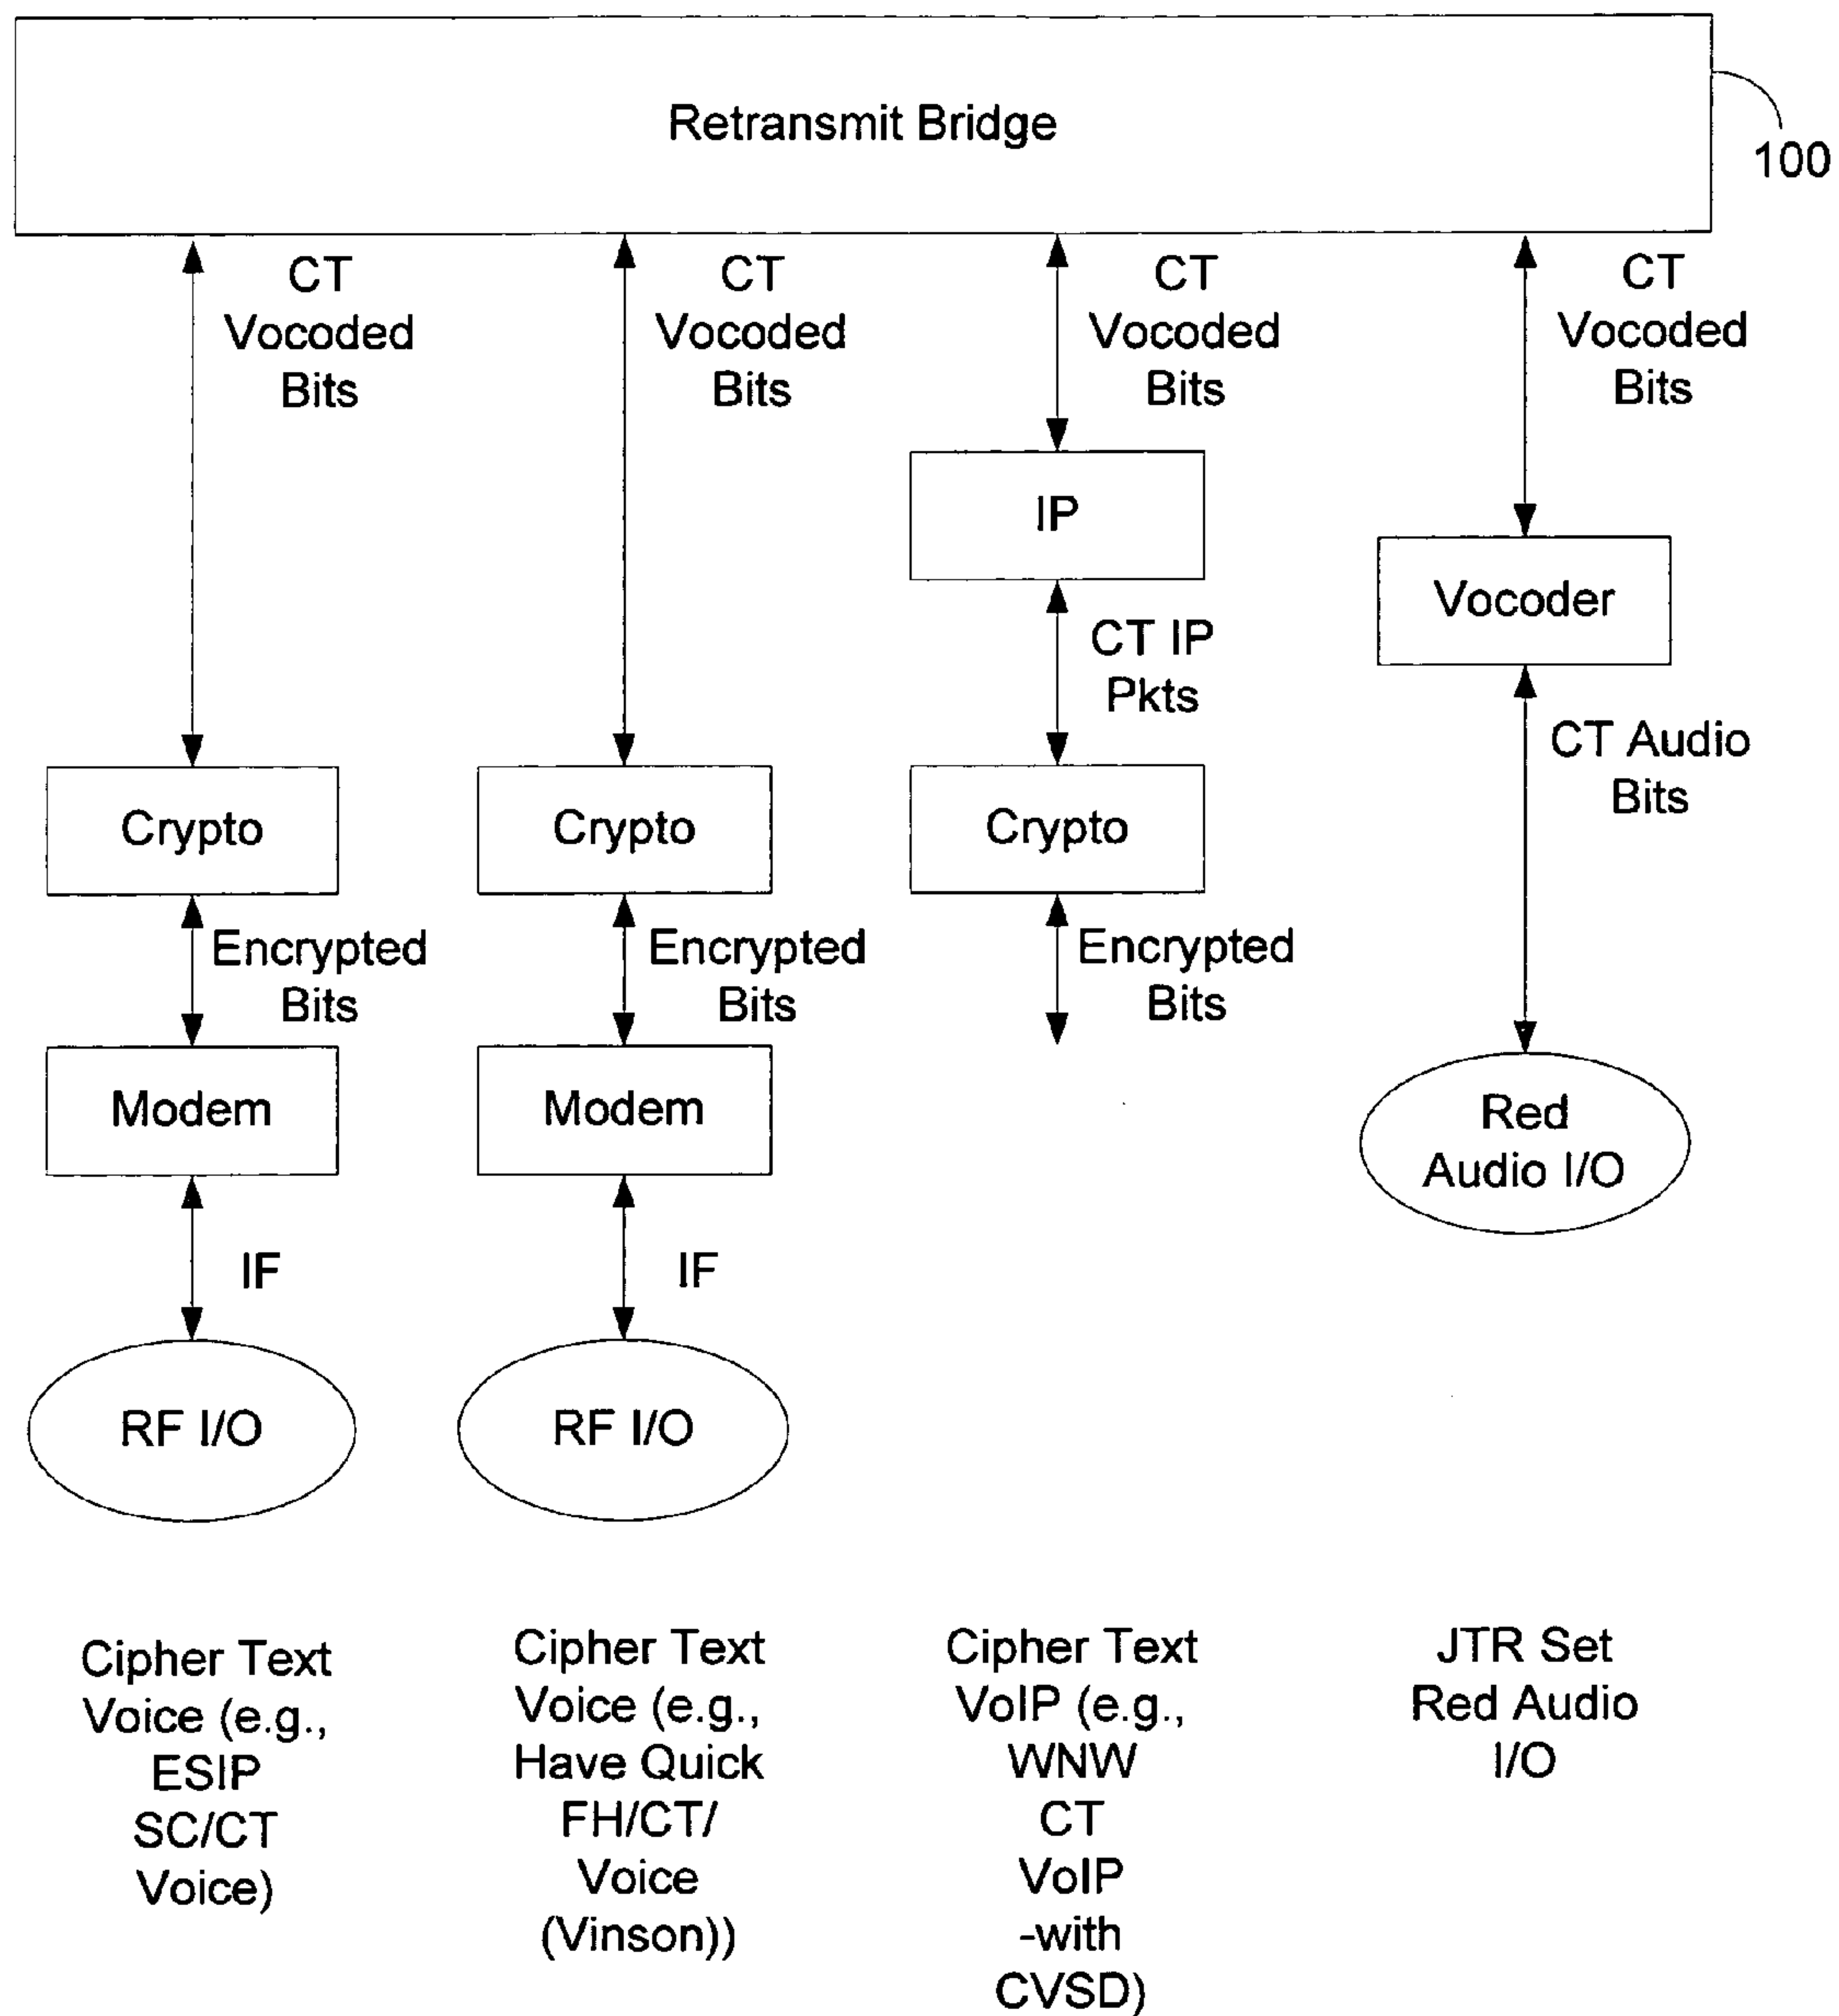 Retransmit Bridge
100
CT
Vocoded
Bits
CT
Vocoded
Bits
CT
Vocoded
Bits
CT
Vocoded
Bits
IP
Vocoder
CT IP
Pkts
CT Audio
Bits
Crypto
Crypto
Crypto
Encrypted
Bits
Encrypted
Bits
Encrypted
Bits
Modem
Modem
Red
Audio I/O
IF
IF
RF I/O
RF I/O
Cipher Text
Voice (e.g.,
ESIP
SC/CT
Voice)
Cipher Text
Voice (e.g.,
Have Quick
FH/CT/
Voice
(Vinson))
Cipher Text
VoIP (e.g.,
WNW
CT
VoIP
-with
CVSD)
JTR Set
Red Audio
I/O